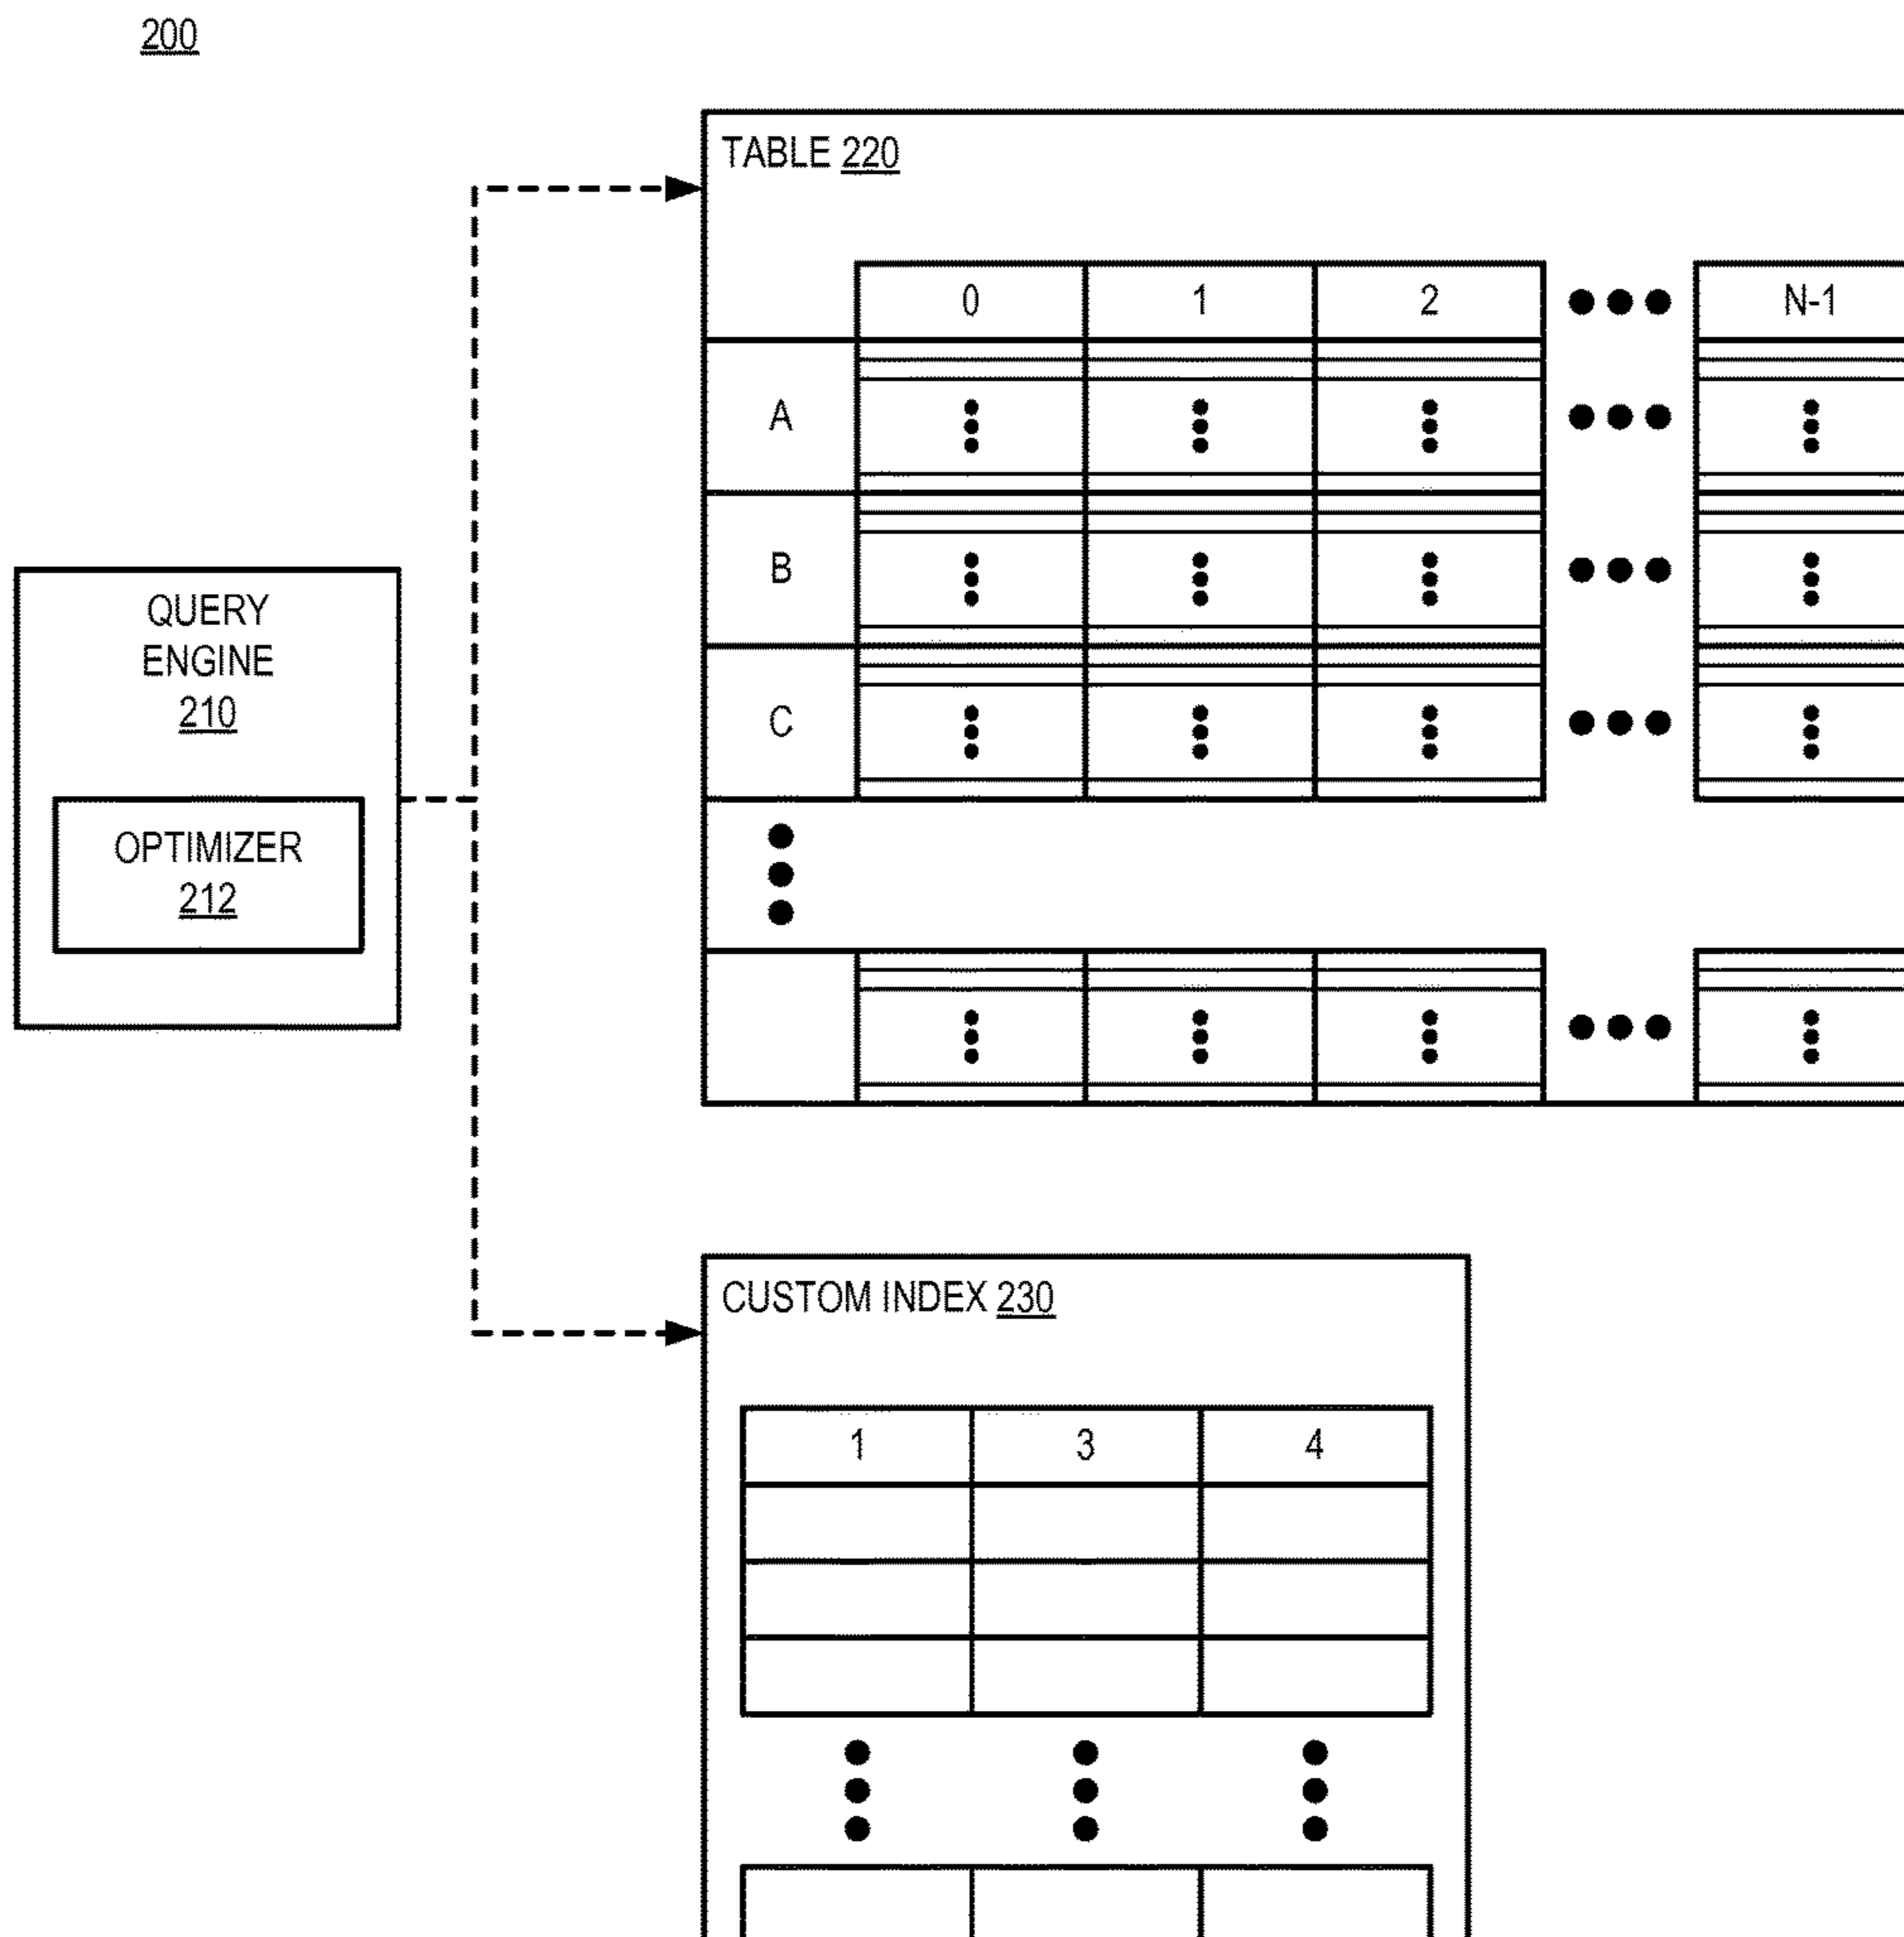 200
TABLE 220
0 1 2 N-1
A
B
C
QUERY
ENGINE
210
OPTIMIZER
212
CUSTOM INDEX 230
1 3 4